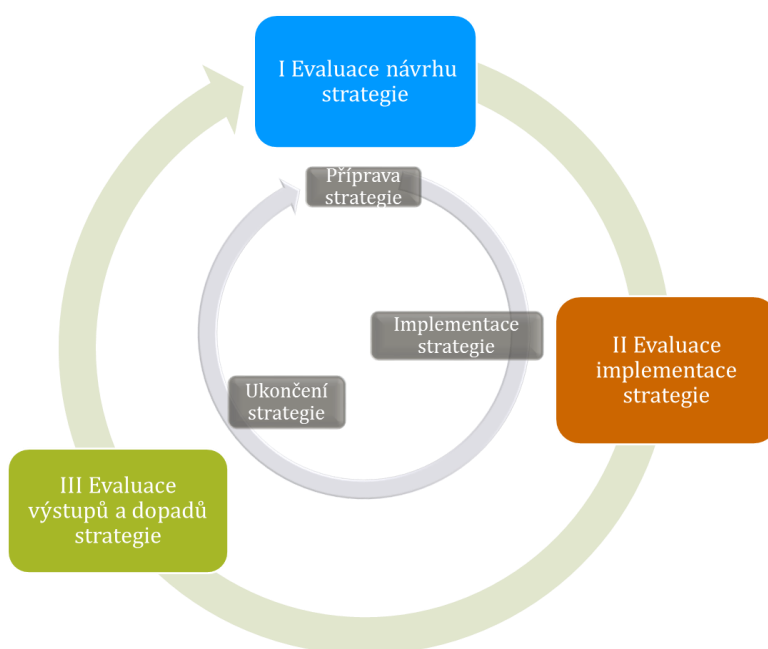 I Evaluace návrhu
strategie
Příprava
strategie
Implementace
strategie
II Evaluace
implementace
strategie
Ukončení
strategie
III Evaluace
výstupů a dopadů
strategie